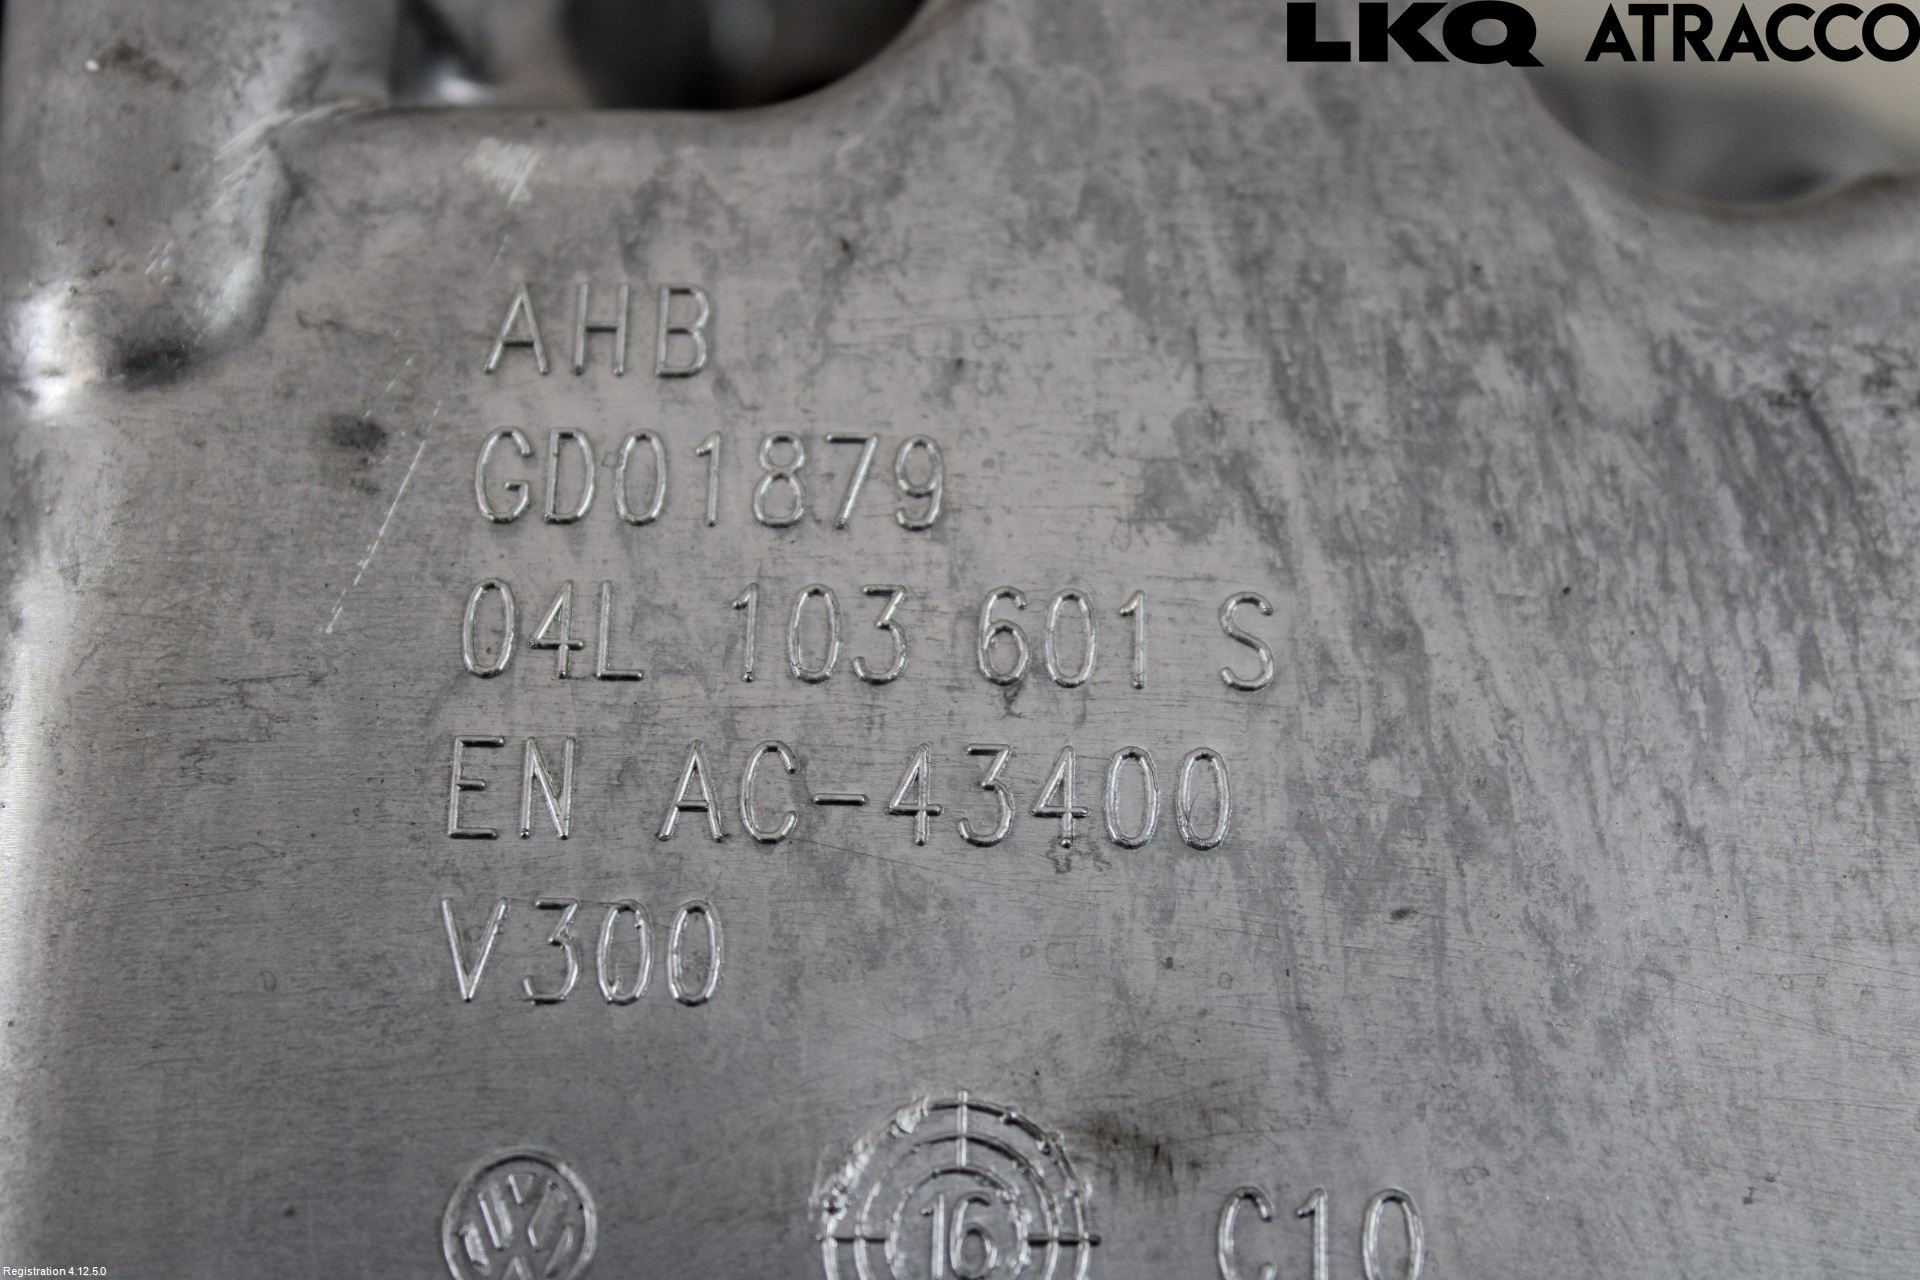 LKQ ATRACCO
AHB
GD01879
04L 103 601 S
EN AC-43400
V300
16 C10
Registration 4.12.5.0